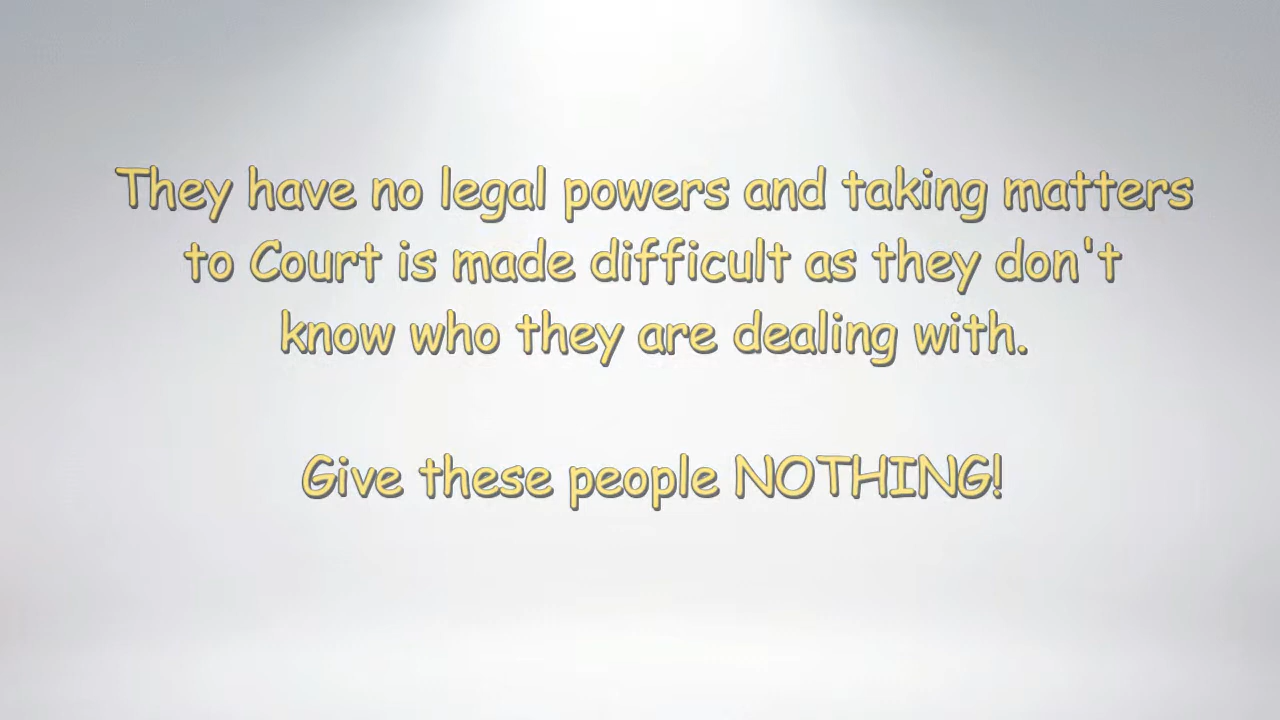 They have no legal powers and taking matters
to Court is made difficult as they don't
know who they are dealing with.
Give these people NOTHING!